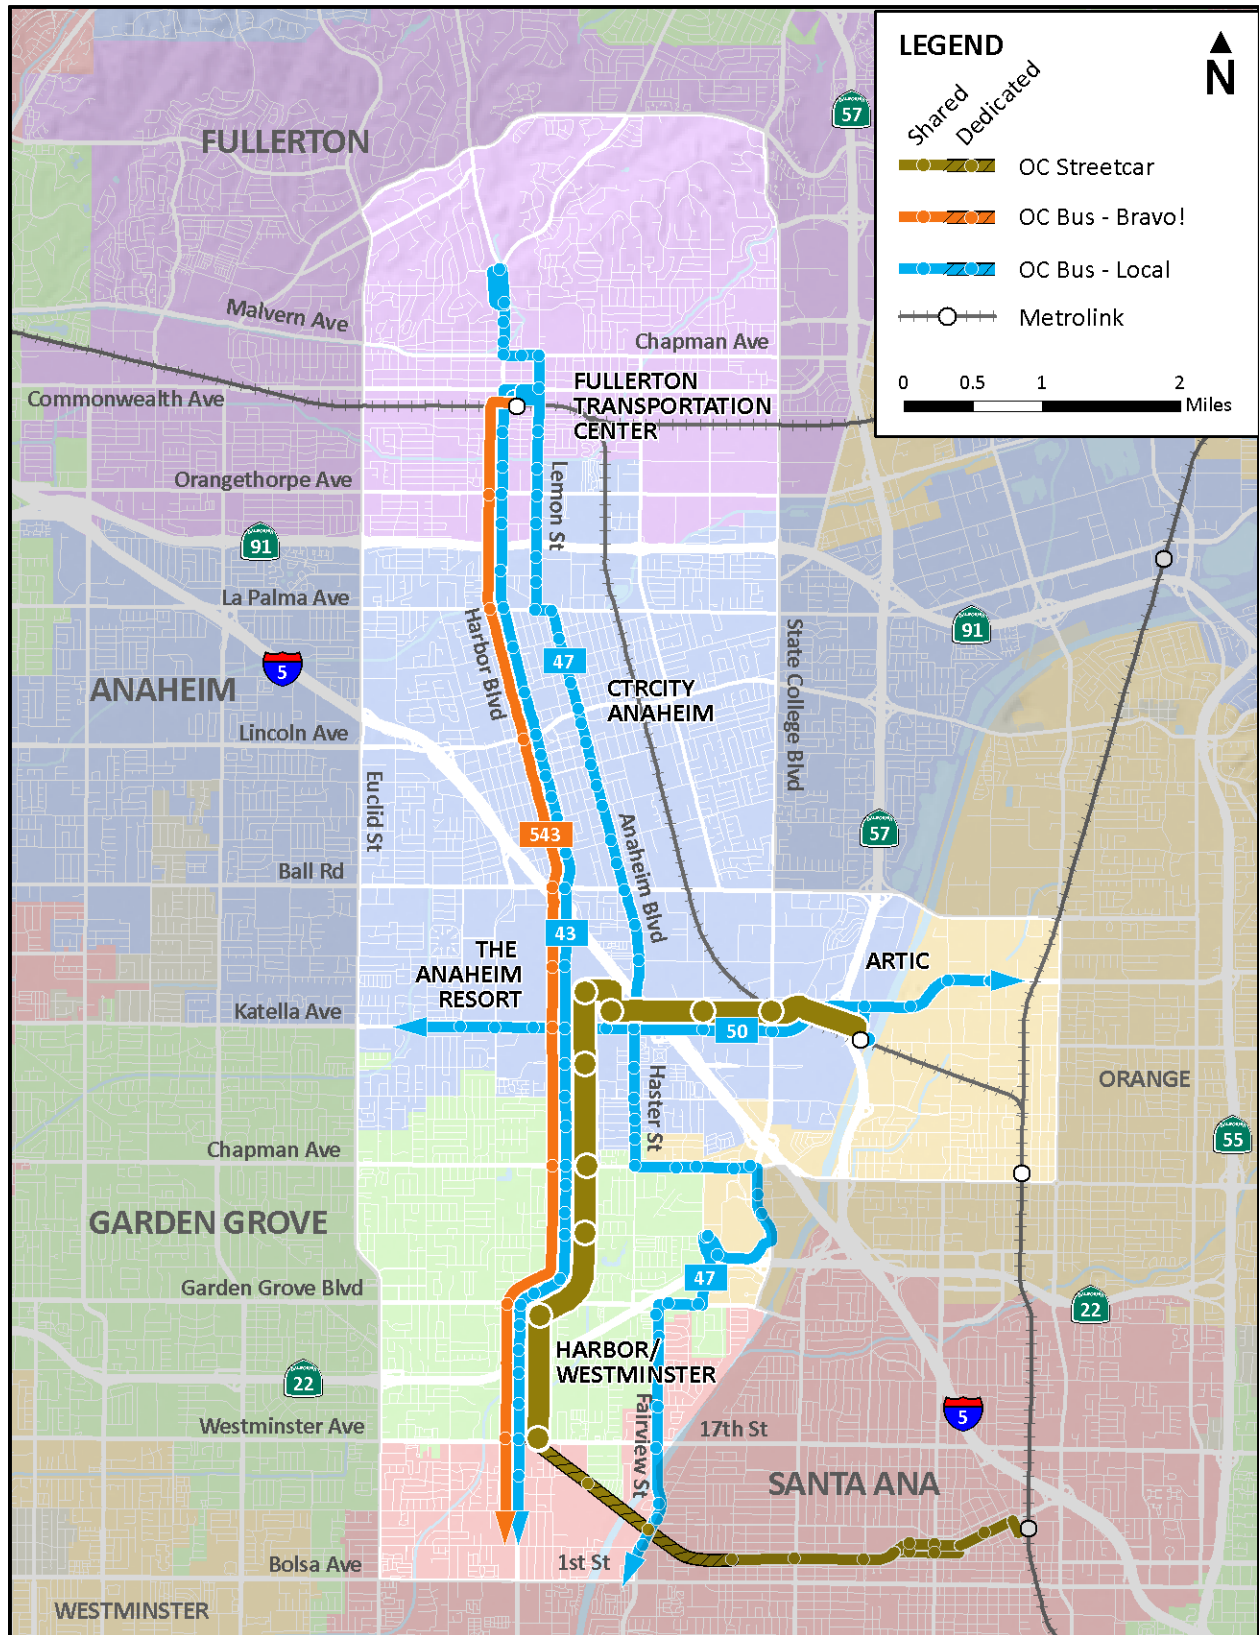 LEGEND
N
Shared
Dedicated
OC Streetcar
OC Bus - Bravo!
OC Bus - Local
Metrolink
0 0.5 1 2
Miles
57
FULLERTON
Malvern Ave
Chapman Ave
FULLERTON
TRANSPORTATION
CENTER
Commonwealth Ave
Orangethorpe Ave
Lemon St
91
La Palma Ave
Harbor Blvd
State College Blvd
91
5
47
ANAHEIM
CTRCITY
ANAHEIM
Lincoln Ave
Euclid St
543
Anaheim Blvd
57
Ball Rd
43
THE
ANAHEIM
RESORT
ARTIC
Katella Ave
50
Haster St
ORANGE
55
Chapman Ave
GARDEN GROVE
47
Garden Grove Blvd
22
HARBOR/
WESTMINSTER
22
Fairview St
5
Westminster Ave
17th St
SANTA ANA
Bolsa Ave
1st St
WESTMINSTER